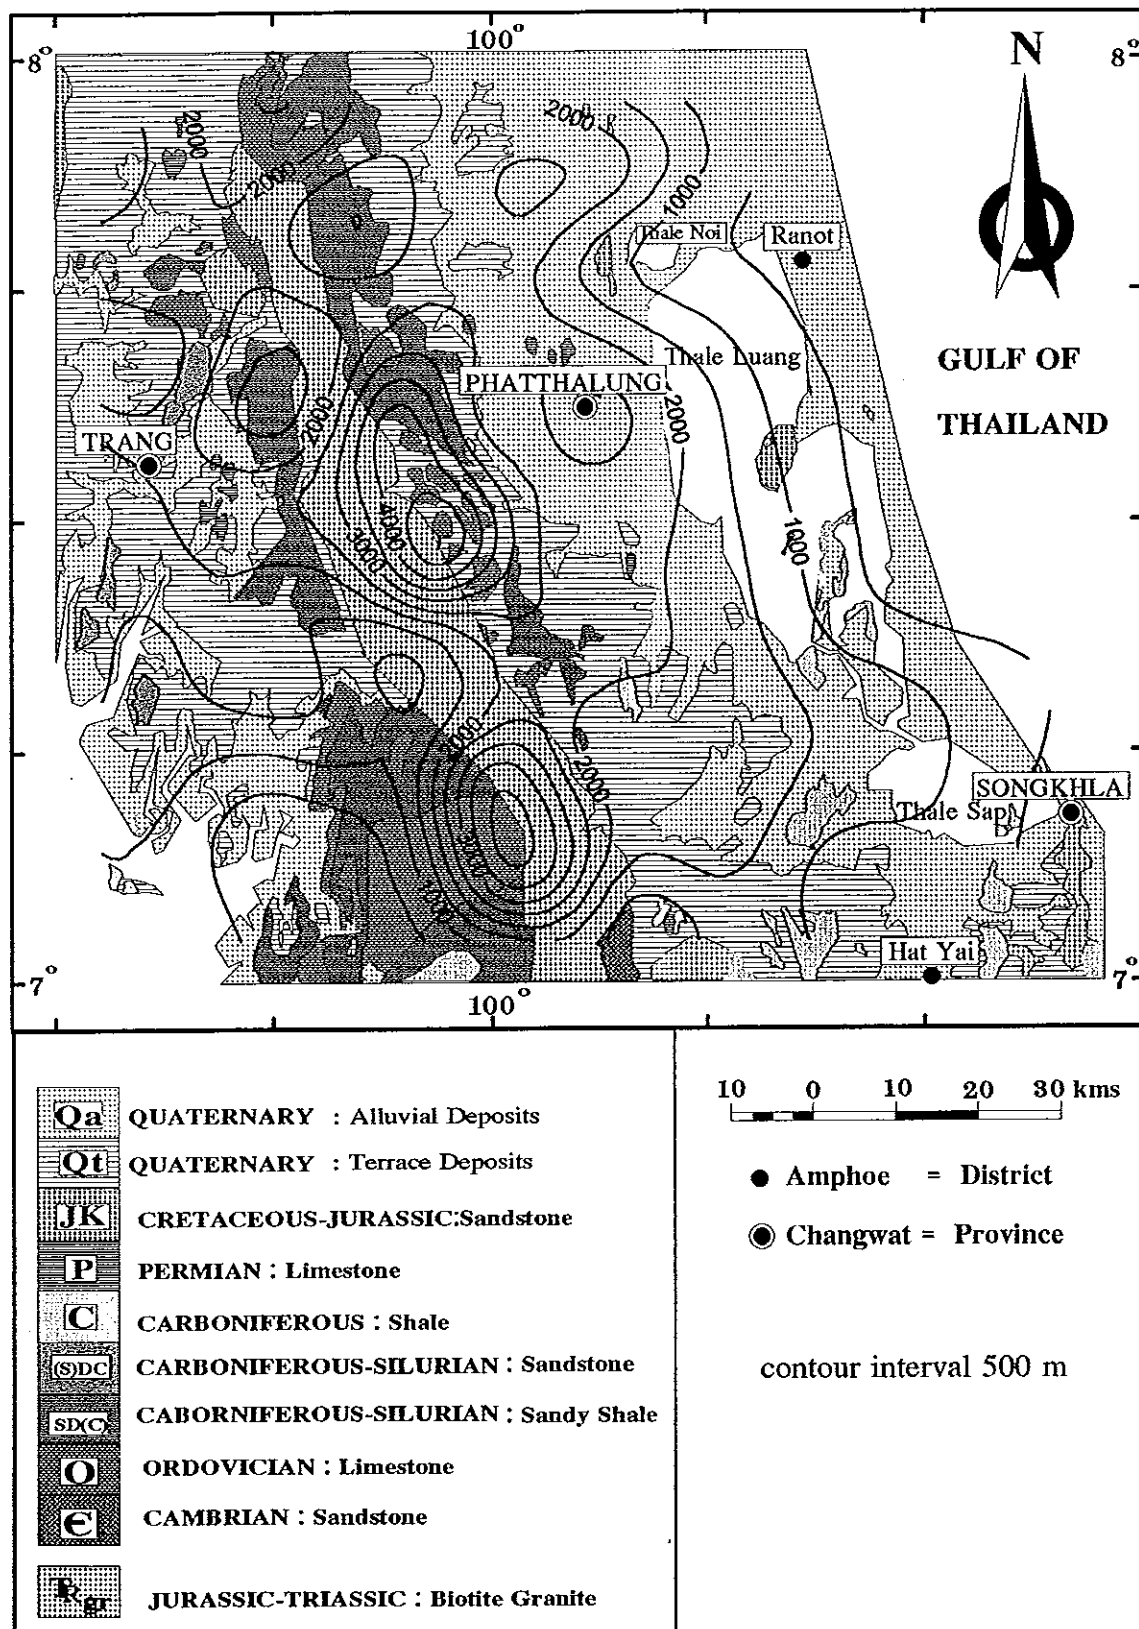 100°
8°
N
8°
2000
2000
2000
1000
Thale Noi
Ranot
GULF OF
THAILAND
Thale Luang
PHATTHALUNG
2000
2000
TRANG
4000
3000
1000
2000
2000
SONGKHLA
Thale Sap
3000
1000
Hat Yai
7°
7°
100°
Qa QUATERNARY : Alluvial Deposits
Qt QUATERNARY : Terrace Deposits
JK CRETACEOUS-JURASSIC:Sandstone
P PERMIAN : Limestone
C CARBONIFEROUS : Shale
(S)DC CARBONIFEROUS-SILURIAN : Sandstone
SD(C) CABORNIFEROUS-SILURIAN : Sandy Shale
O ORDOVICIAN : Limestone
Є CAMBRIAN : Sandstone
TRgr JURASSIC-TRIASSIC : Biotite Granite
10 0 10 20 30 kms
Amphoe = District
Changwat = Province
contour interval 500 m